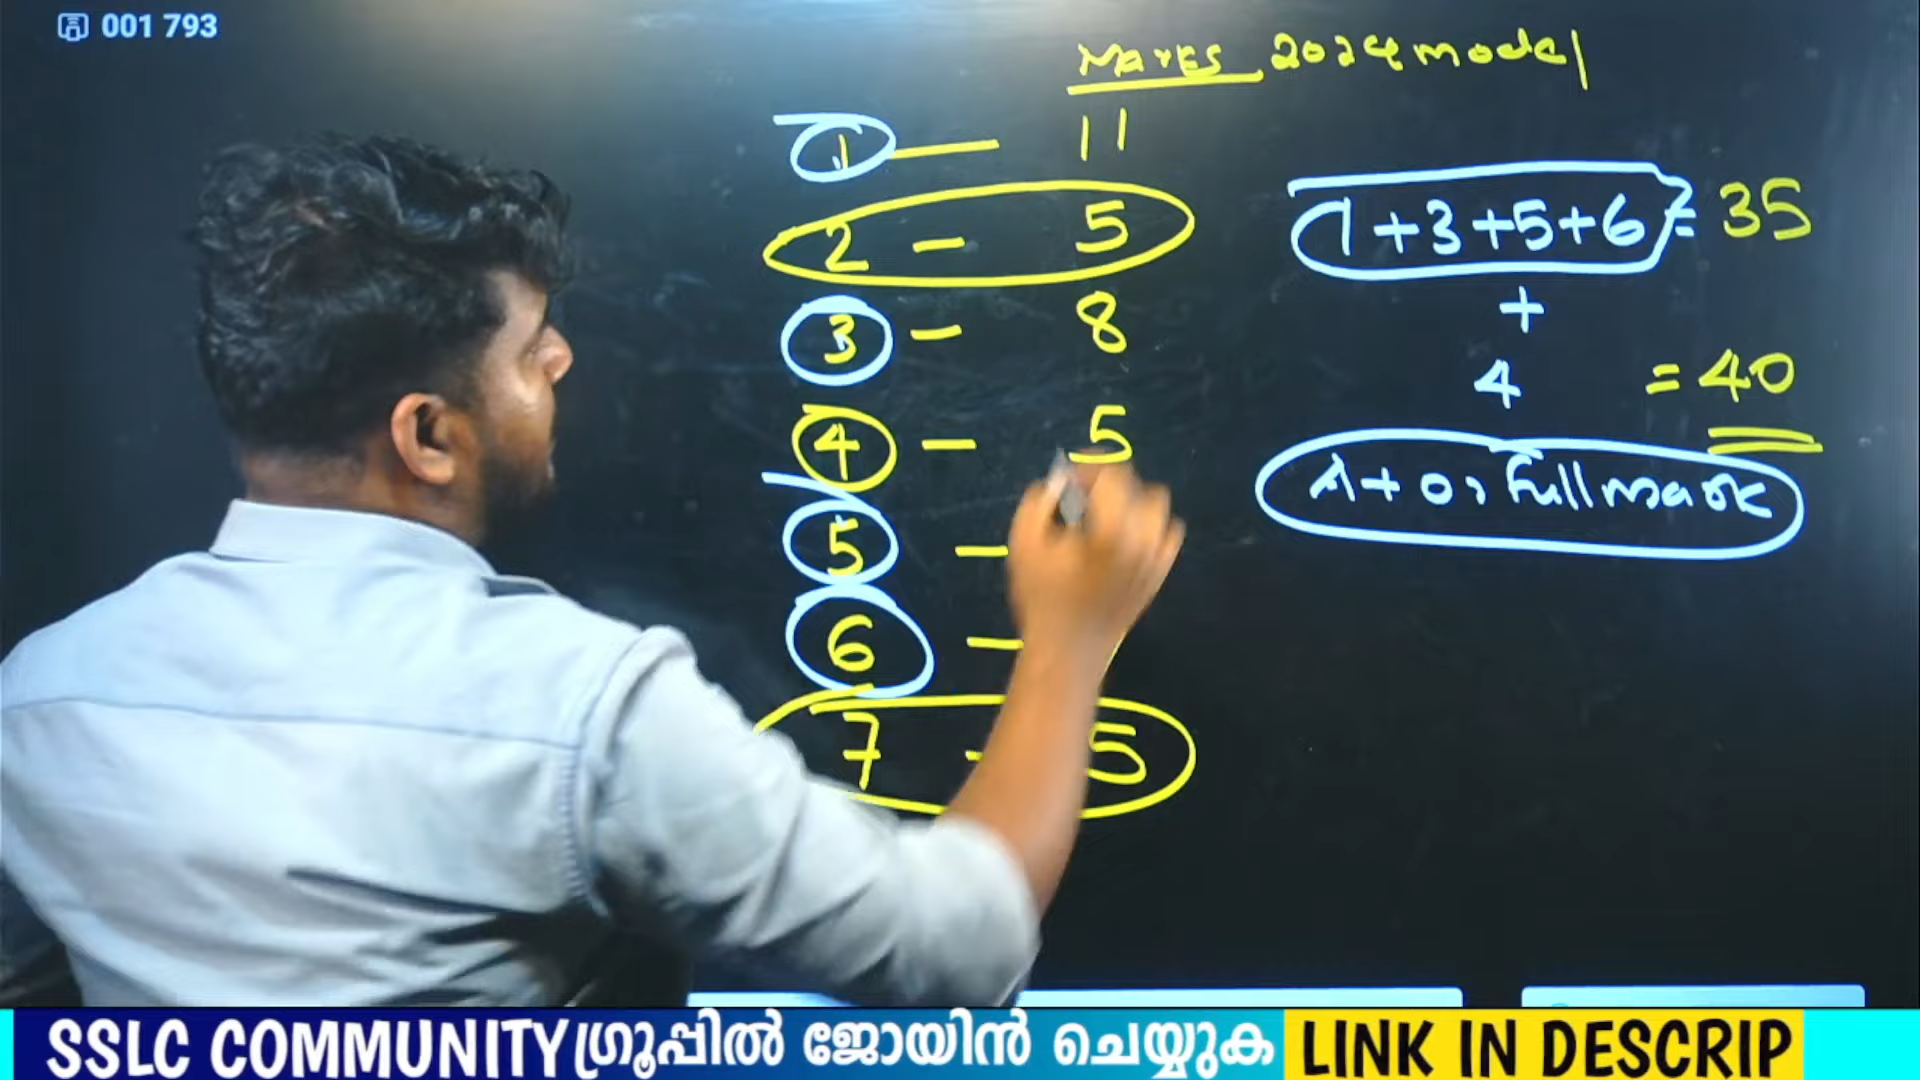 001 793
Marks 2024 model
1 — 11
2 - 5
3 - 8
4 - 5
5 -
6 -
7 - 5
1+3+5+6 = 35
+
4 = 40
A+ or Full mark
SSLC COMMUNITY ഗ്രൂപ്പിൽ ജോയിൻ ചെയ്യുക LINK IN DESCRIP